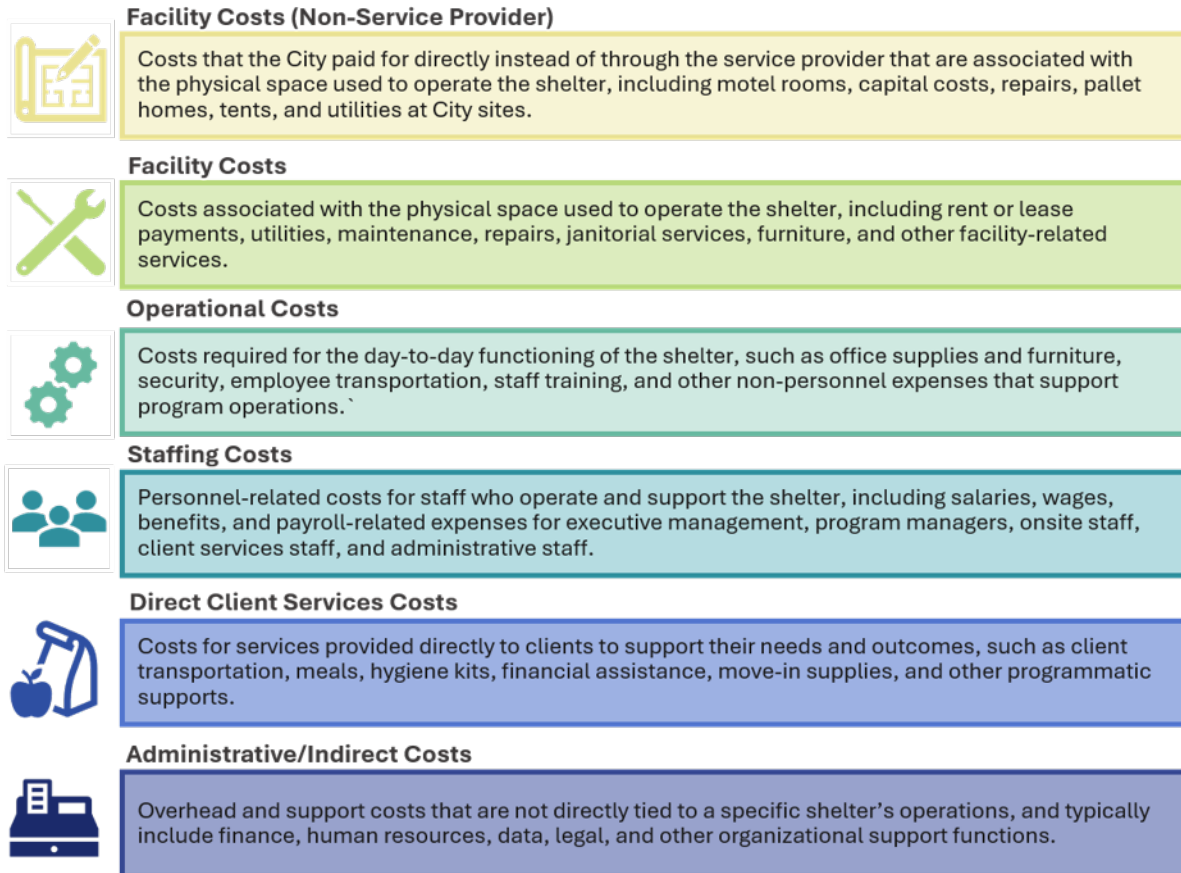 Facility Costs (Non-Service Provider)
Costs that the City paid for directly instead of through the service provider that are associated with
the physical space used to operate the shelter, including motel rooms, capital costs, repairs, pallet
homes, tents, and utilities at City sites.
Facility Costs
Costs associated with the physical space used to operate the shelter, including rent or lease
payments, utilities, maintenance, repairs, janitorial services, furniture, and other facility-related
services.
Operational Costs
Costs required for the day-to-day functioning of the shelter, such as office supplies and furniture,
security, employee transportation, staff training, and other non-personnel expenses that support
program operations.`
Staffing Costs
Personnel-related costs for staff who operate and support the shelter, including salaries, wages,
benefits, and payroll-related expenses for executive management, program managers, onsite staff,
client services staff, and administrative staff.
Direct Client Services Costs
Costs for services provided directly to clients to support their needs and outcomes, such as client
transportation, meals, hygiene kits, financial assistance, move-in supplies, and other programmatic
supports.
Administrative/Indirect Costs
Overhead and support costs that are not directly tied to a specific shelter’s operations, and typically
include finance, human resources, data, legal, and other organizational support functions.